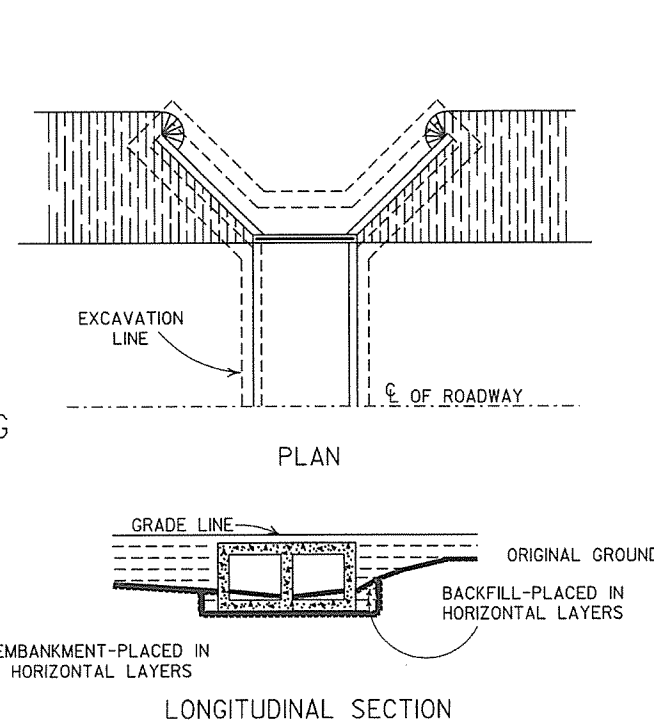 EXCAVATION
LINE
℄ OF ROADWAY
G
PLAN
GRADE LINE
ORIGINAL GROUND
BACKFILL-PLACED IN
HORIZONTAL LAYERS
EMBANKMENT-PLACED IN
HORIZONTAL LAYERS
LONGITUDINAL SECTION